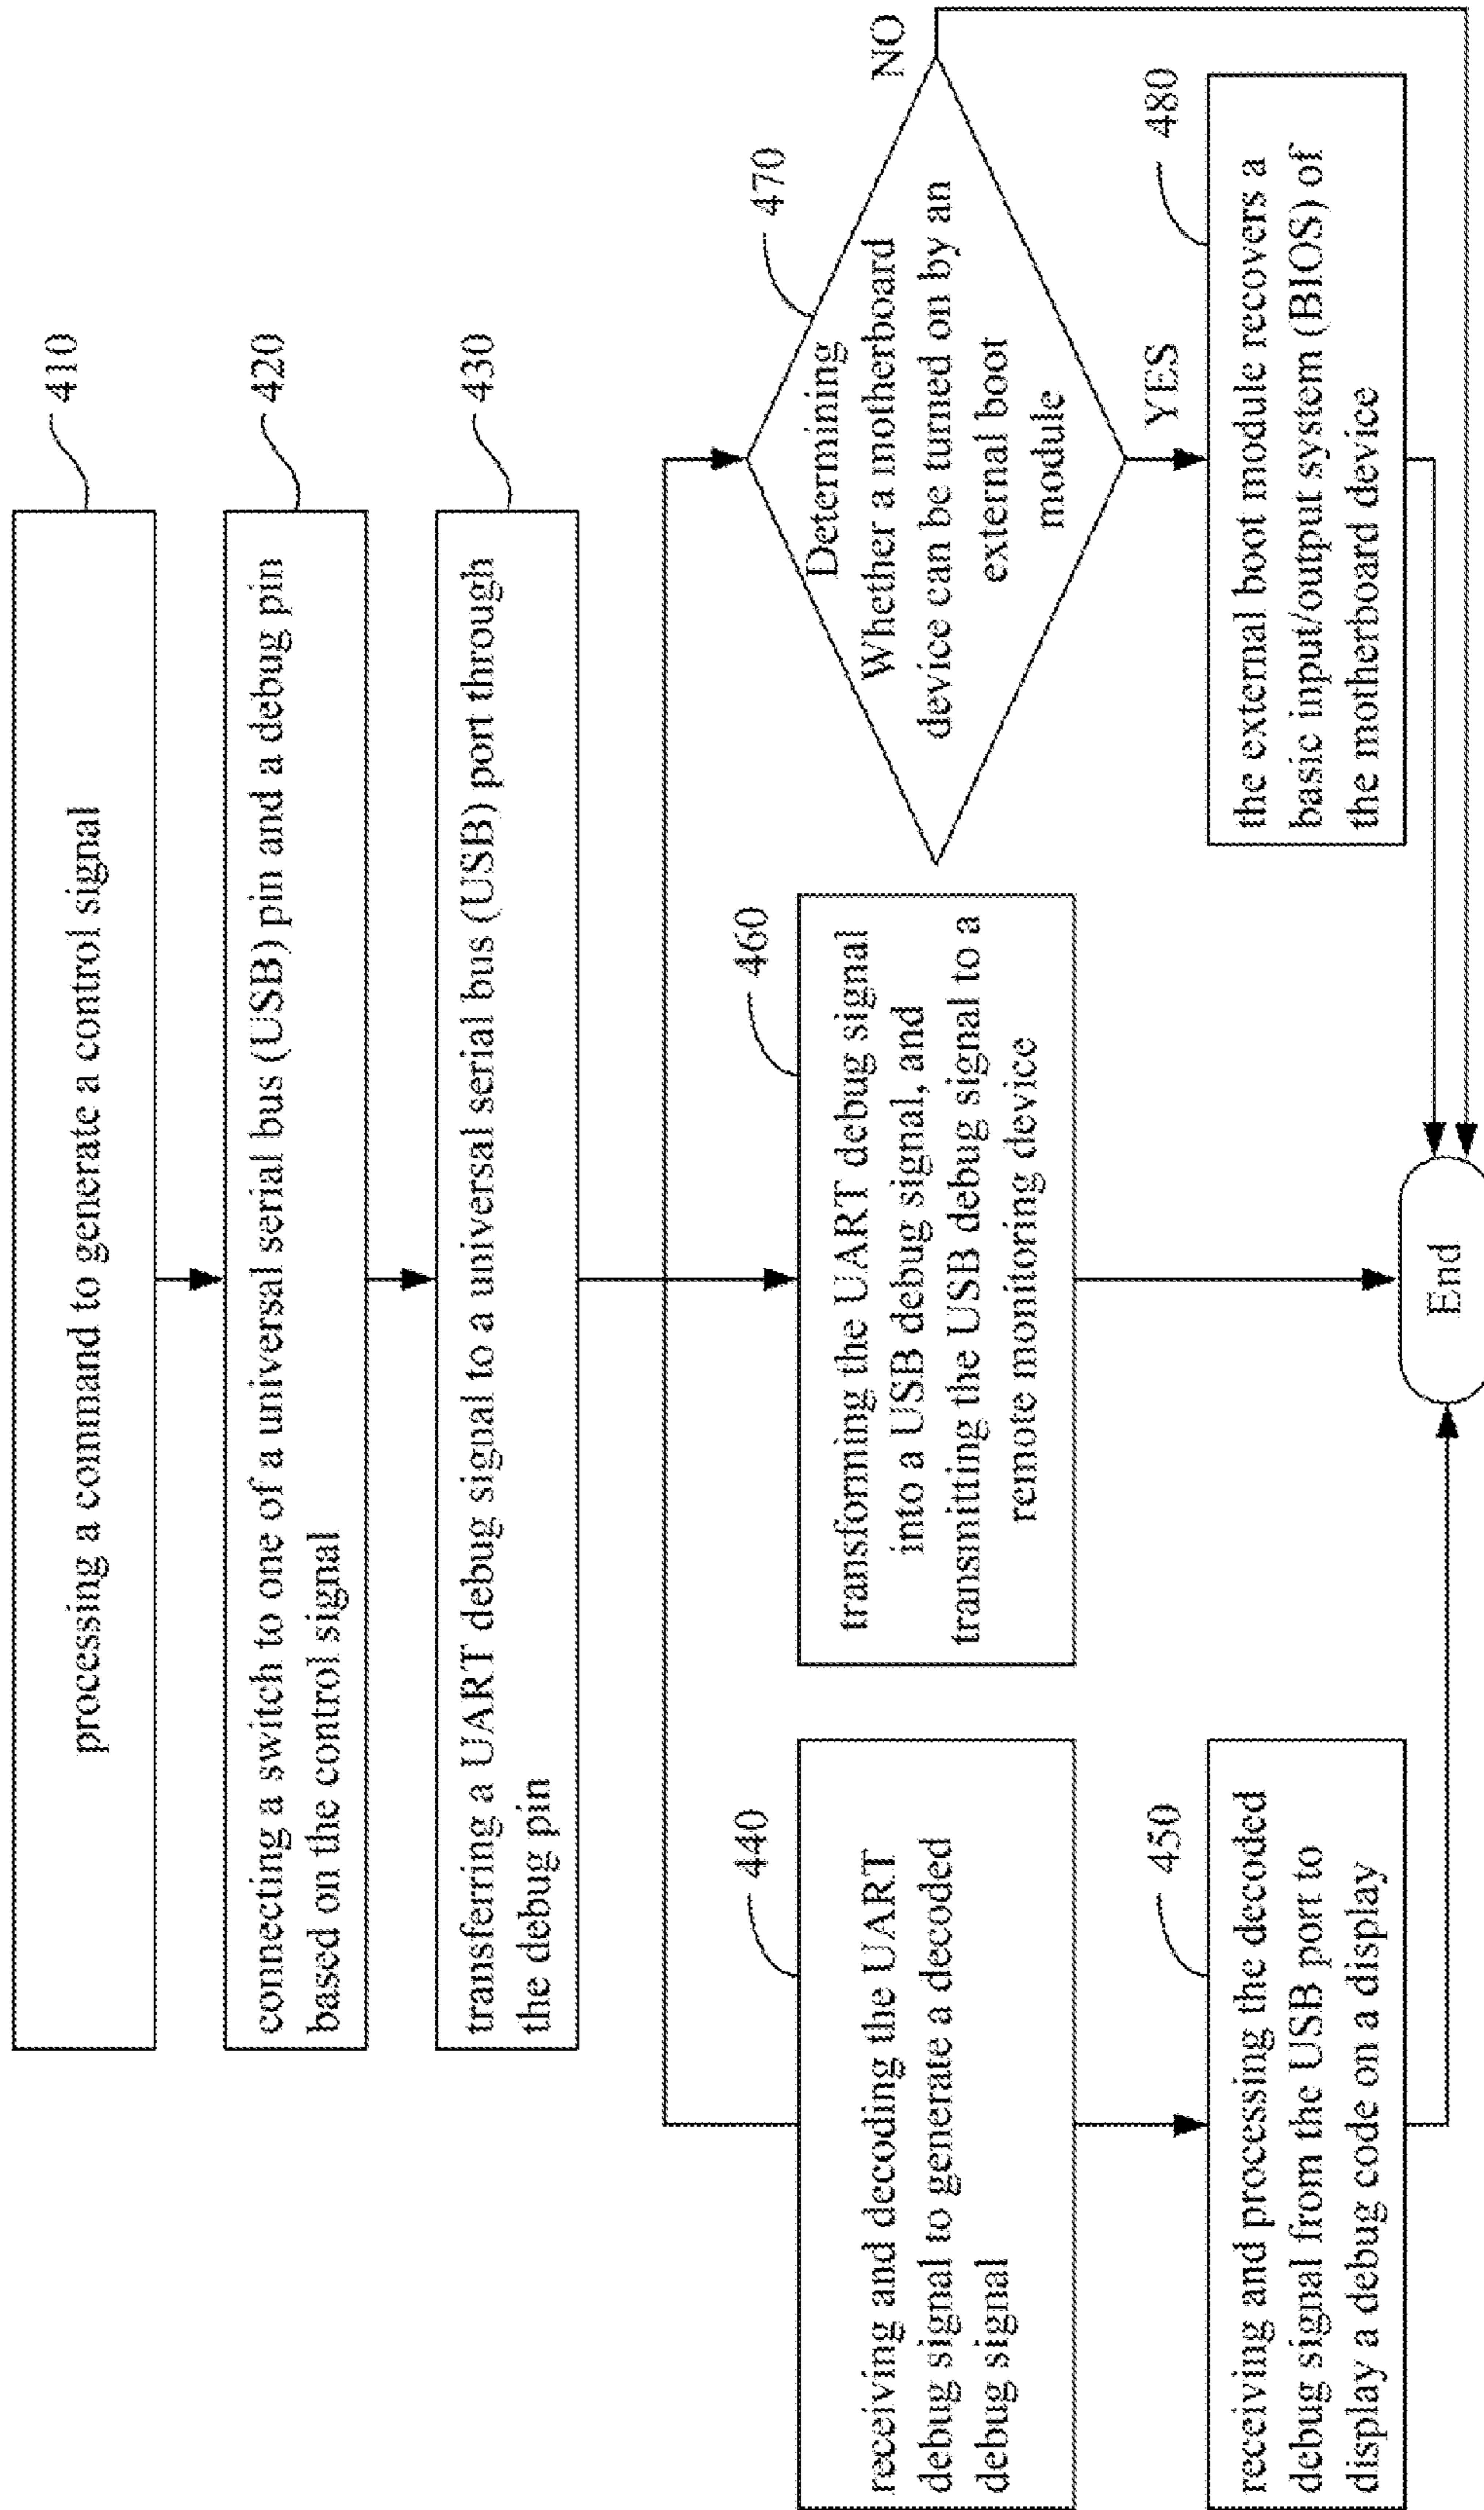 410
processing a command to generate a control signal
420
connecting a switch to one of a universal serial bus (USB) pin and a debug pin
based on the control signal
430
transferring a UART debug signal to a universal serial bus (USB) port through
the debug pin
440
receiving and decoding the UART
debug signal to generate a decoded
debug signal
460
transforming the UART debug signal
into a USB debug signal, and
transmitting the USB debug signal to a
remote monitoring device
470
Determining
Whether a motherboard
device can be turned on by an
external boot
module
NO
YES
450
receiving and processing the decoded
debug signal from the USB port to
display a debug code on a display
480
the external boot module recovers a
basic input/output system (BIOS) of
the motherboard device
End